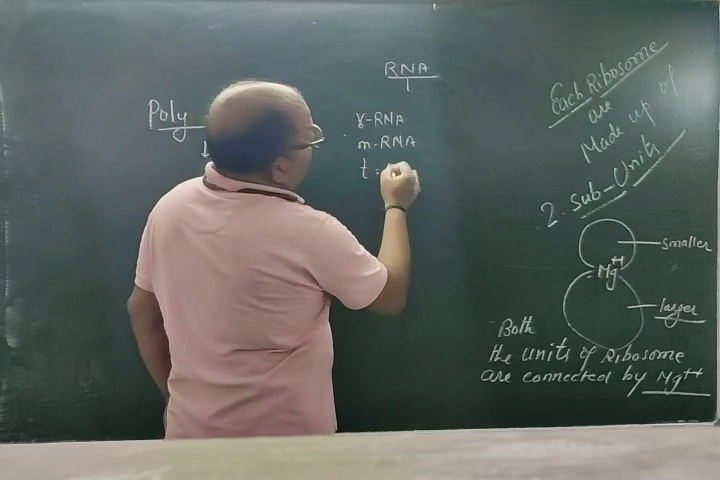 Poly
RNA
r-RNA
m-RNA
t-
Each Ribosome
are
Made up of
2. Sub-Units
smaller
Mg++
larger
- Both
the units of Ribosome
are connected by Mg++